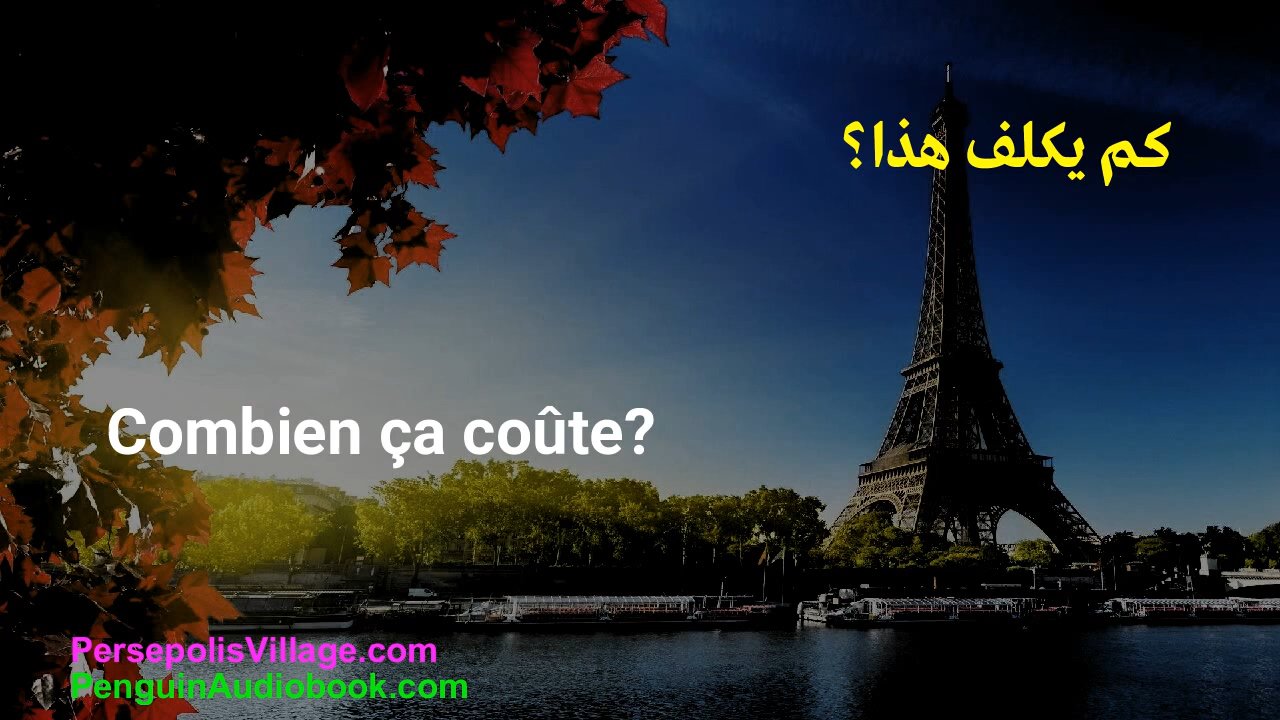 كم يكلف هذا؟
Combien ça coûte?
PersepolisVillage.com
PenguinAudiobook.com